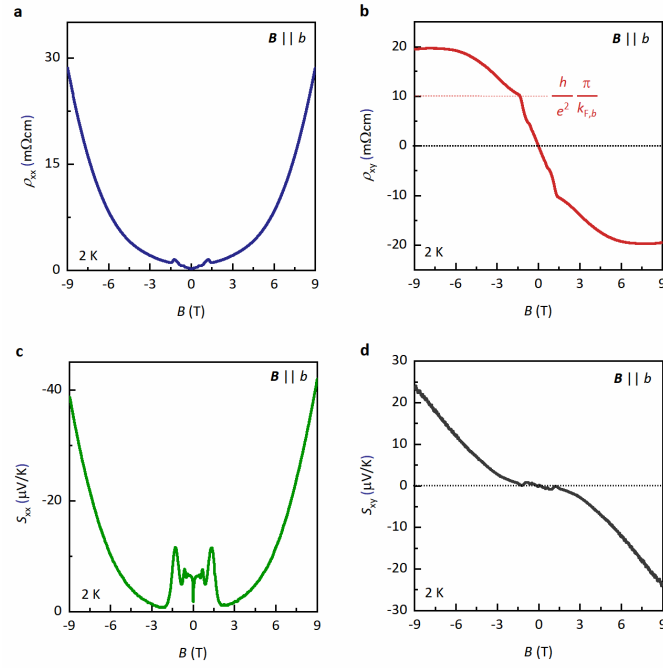 a
B || b
ρxx (mΩcm)
30
15
0
2 K
-9 -6 -3 0 3 6 9
B (T)
b
B || b
ρxy (mΩcm)
20
10
0
-10
-20
h π
e² kF,b
2 K
-9 -6 -3 0 3 6 9
B (T)
c
B || b
Sxx (µV/K)
-40
-20
0
2 K
-9 -6 -3 0 3 6 9
B (T)
d
B || b
Sxy (µV/K)
30
20
10
0
-10
-20
-30
2 K
-9 -6 -3 0 3 6 9
B (T)